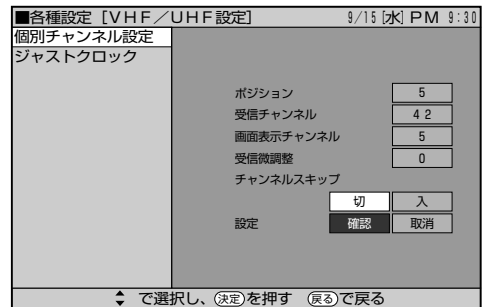 ■各種設定［VHF／UHF設定］ 9/15[水] PM 9:30
個別チャンネル設定
ジャストクロック
ポジション 5
受信チャンネル 42
画面表示チャンネル 5
受信微調整 0
チャンネルスキップ
切 入
設定 確認 取消
で選択し、決定を押す 戻るで戻る